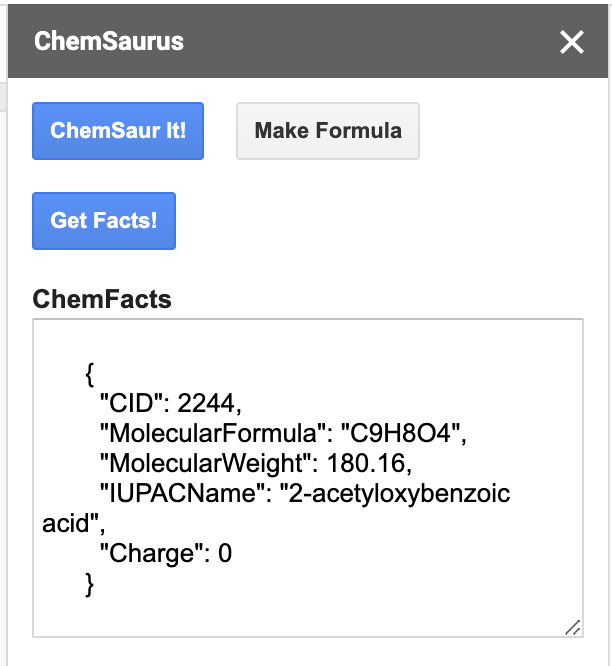 ChemSaurus
ChemSaur It! Make Formula
Get Facts!
ChemFacts
{
"CID": 2244,
"MolecularFormula": "C9H8O4",
"MolecularWeight": 180.16,
"IUPACName": "2-acetyloxybenzoic
acid",
"Charge": 0
}